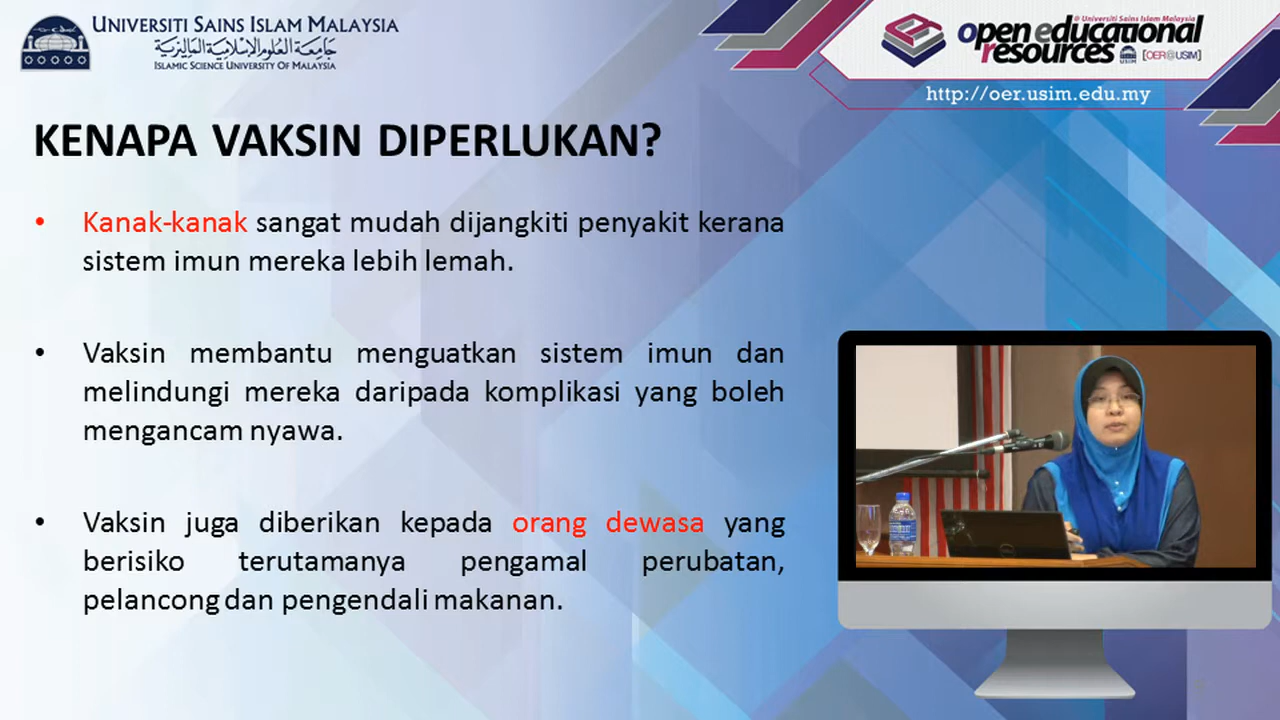 UNIVERSITI SAINS ISLAM MALAYSIA
جامعة العلوم الإسلامية الماليزية
ISLAMIC SCIENCE UNIVERSITY OF MALAYSIA
@ Universiti Sains Islam Malaysia
open educational
resources
USIM
[OER@USIM]
http://oer.usim.edu.my
KENAPA VAKSIN DIPERLUKAN?
• Kanak-kanak sangat mudah dijangkiti penyakit kerana
sistem imun mereka lebih lemah.
• Vaksin membantu menguatkan sistem imun dan
melindungi mereka daripada komplikasi yang boleh
mengancam nyawa.
• Vaksin juga diberikan kepada orang dewasa yang
berisiko terutamanya pengamal perubatan,
pelancong dan pengendali makanan.